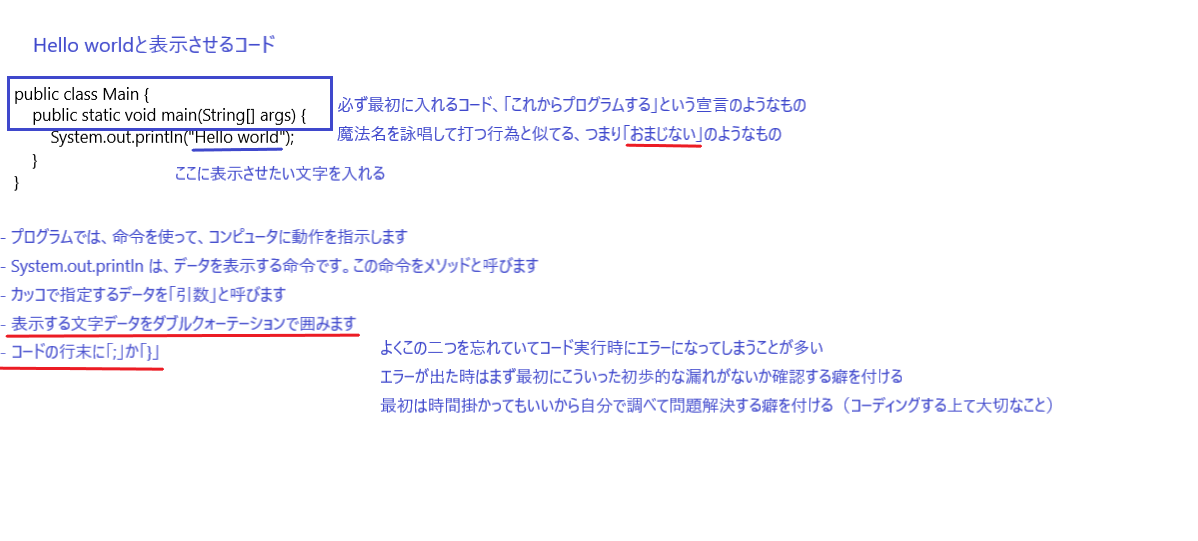 Hello worldと表示させるコード
public class Main {
public static void main(String[] args) {
必ず最初に入れるコード、「これからプログラムする」という宣言のようなもの
System.out.println("Hello world");
魔法名を詠唱して打つ行為と似てる、つまり「おまじない」のようなもの
}
ここに表示させたい文字を入れる
}
- プログラムでは、命令を使って、コンピュータに動作を指示します
- System.out.println は、データを表示する命令です。この命令をメソッドと呼びます
- カッコで指定するデータを「引数」と呼びます
- 表示する文字データをダブルクォーテーションで囲みます
- コードの行末に「;」か「}」
よくこの二つを忘れていてコード実行時にエラーになってしまうことが多い
エラーが出た時はまず最初にこういった初歩的な漏れがないか確認する癖を付ける
最初は時間掛かってもいいから自分で調べて問題解決する癖を付ける（コーディングする上て大切なこと）